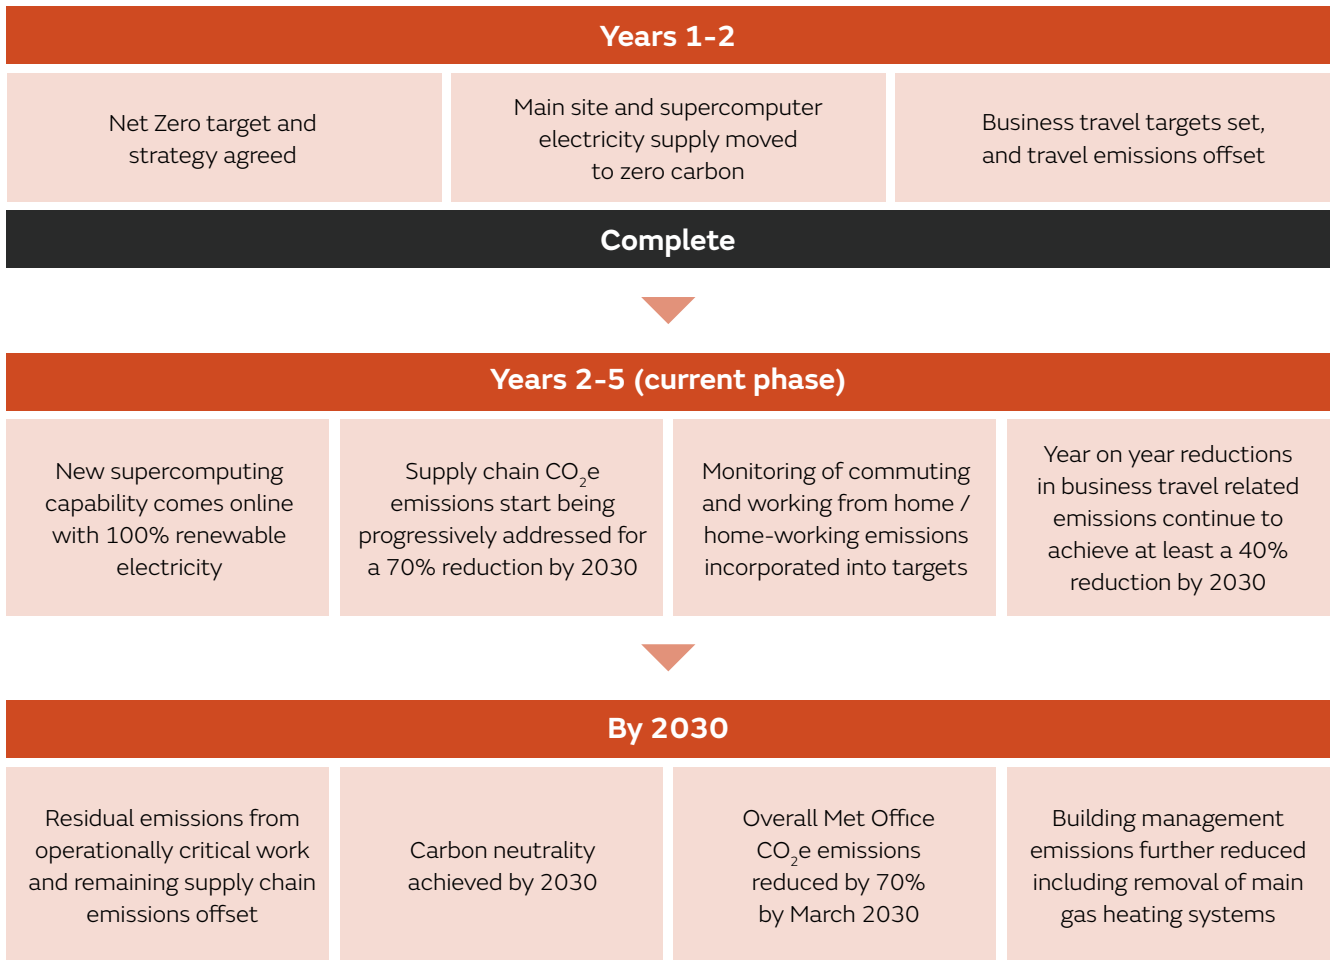 Years 1-2
Net Zero target and
strategy agreed
Main site and supercomputer
electricity supply moved
to zero carbon
Business travel targets set,
and travel emissions offset
Complete
Years 2-5 (current phase)
New supercomputing
capability comes online
with 100% renewable
electricity
Supply chain CO₂e
emissions start being
progressively addressed for
a 70% reduction by 2030
Monitoring of commuting
and working from home /
home-working emissions
incorporated into targets
Year on year reductions
in business travel related
emissions continue to
achieve at least a 40%
reduction by 2030
By 2030
Residual emissions from
operationally critical work
and remaining supply chain
emissions offset
Carbon neutrality
achieved by 2030
Overall Met Office
CO₂e emissions
reduced by 70%
by March 2030
Building management
emissions further reduced
including removal of main
gas heating systems